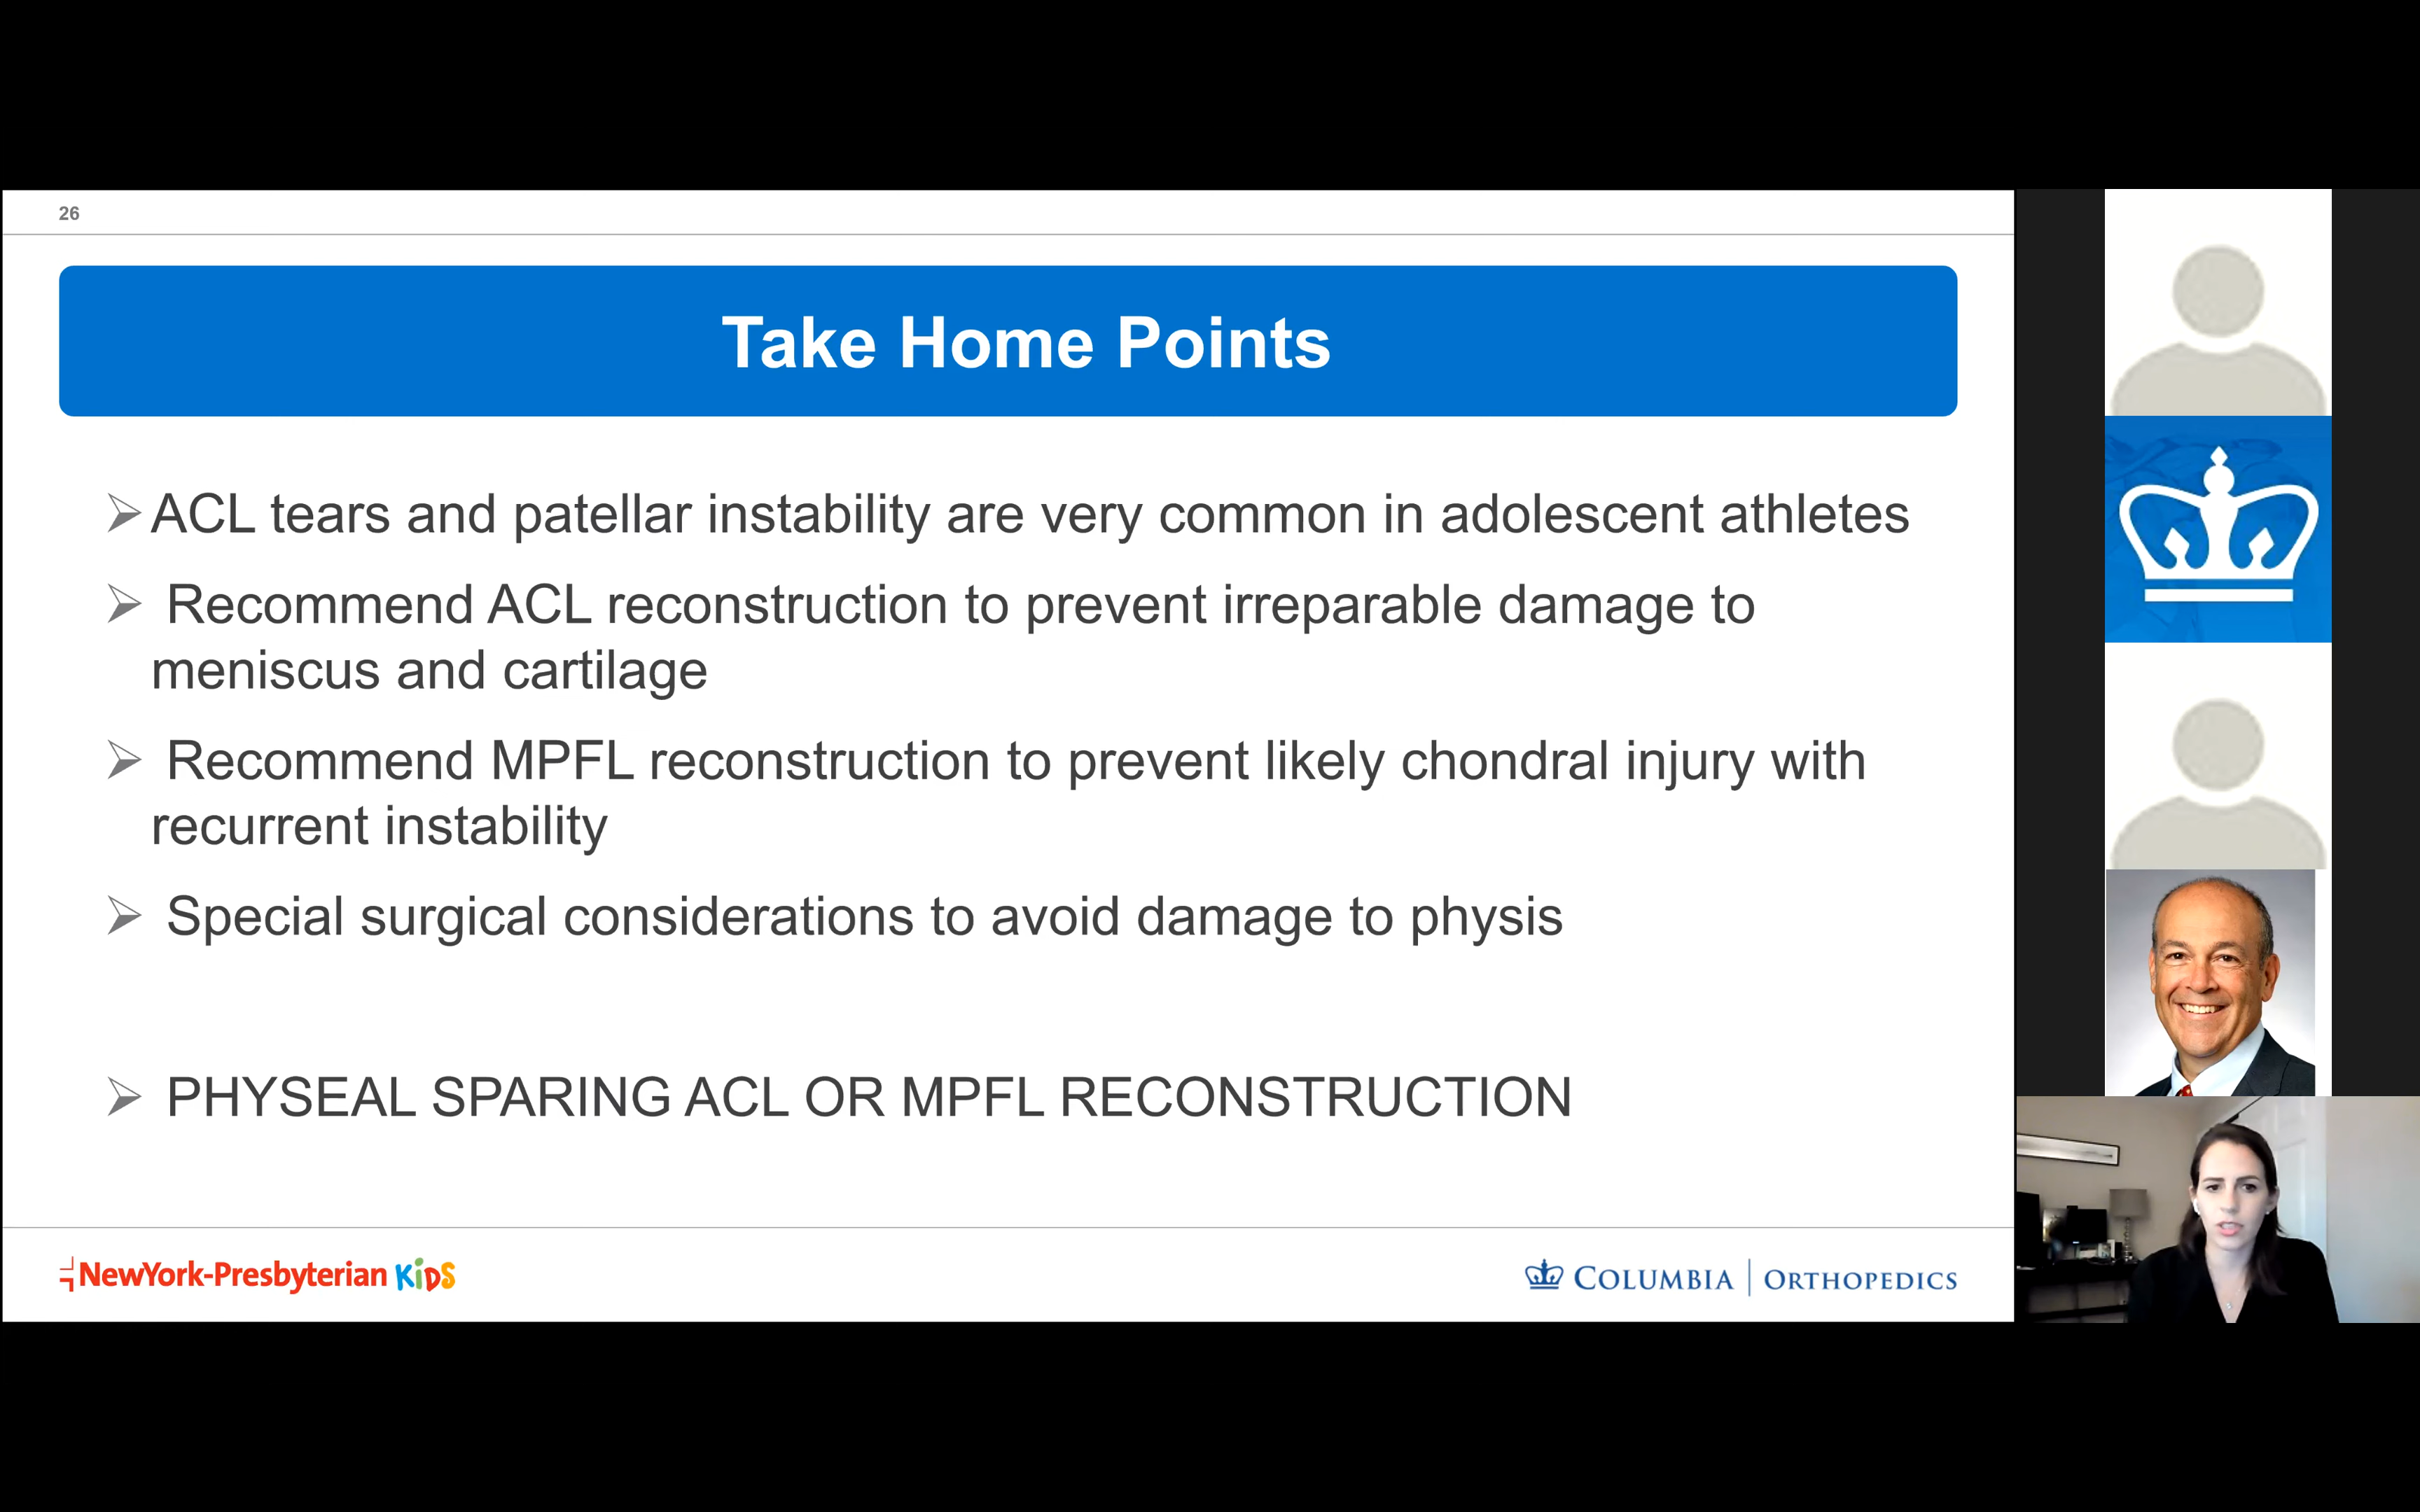 26
Take Home Points
ACL tears and patellar instability are very common in adolescent athletes
Recommend ACL reconstruction to prevent irreparable damage to
meniscus and cartilage
Recommend MPFL reconstruction to prevent likely chondral injury with
recurrent instability
Special surgical considerations to avoid damage to physis
PHYSEAL SPARING ACL OR MPFL RECONSTRUCTION
NewYork-Presbyterian KiDS
COLUMBIA | ORTHOPEDICS